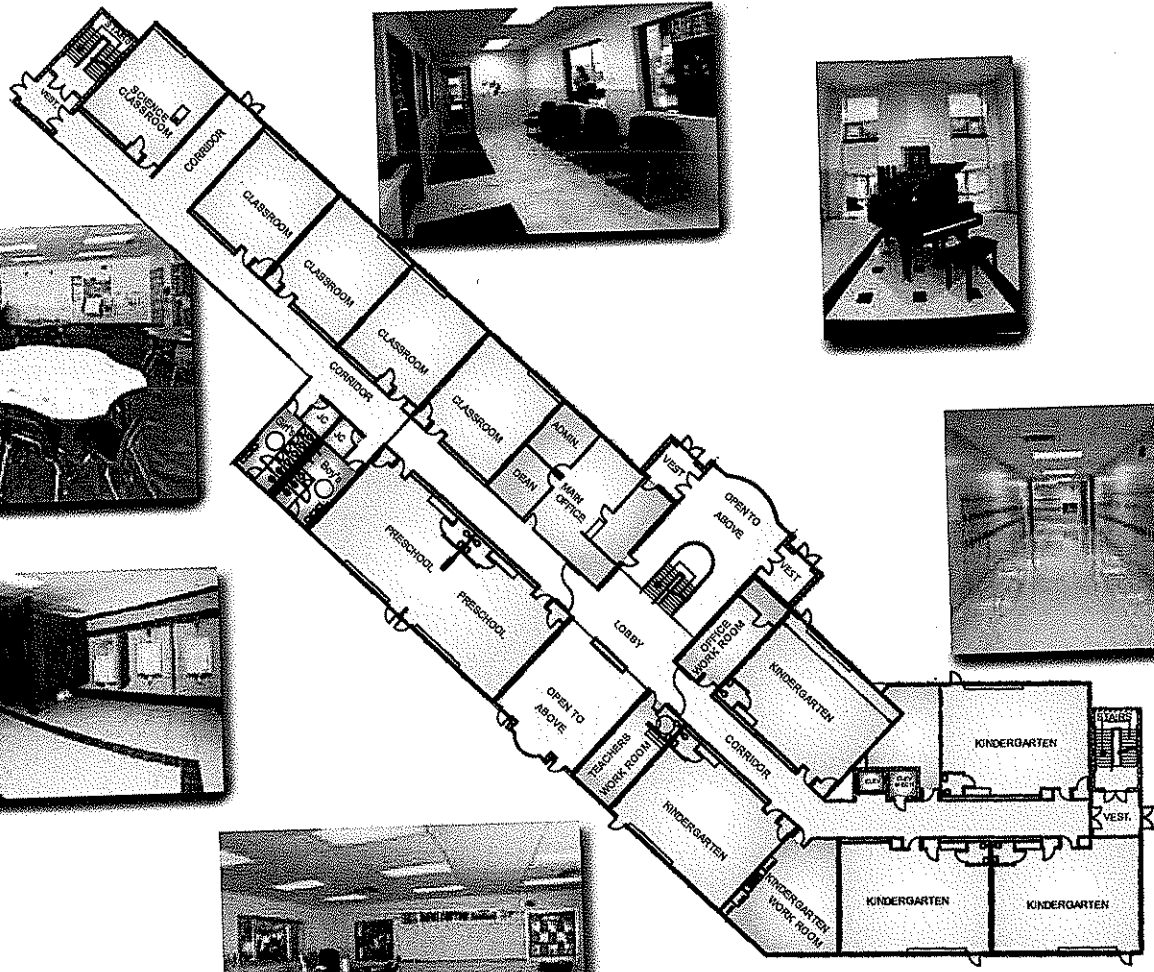 STAIRS
VEST.
SCIENCE
CLASSROOM
CORRIDOR
CLASSROOM
CLASSROOM
CLASSROOM
CLASSROOM
CORRIDOR
JC
JC
Boy's
ADMIN.
DEAN
MAIN
OFFICE
VEST.
OPEN TO
ABOVE
VEST.
PRESCHOOL
PRESCHOOL
LOBBY
OFFICE
WORK ROOM
KINDERGARTEN
OPEN TO
ABOVE
TEACHERS
WORK ROOM
CORRIDOR
KINDERGARTEN
KINDERGARTEN
WORK ROOM
KINDERGARTEN
STAIRS
ELEV.
VEST.
KINDERGARTEN
KINDERGARTEN